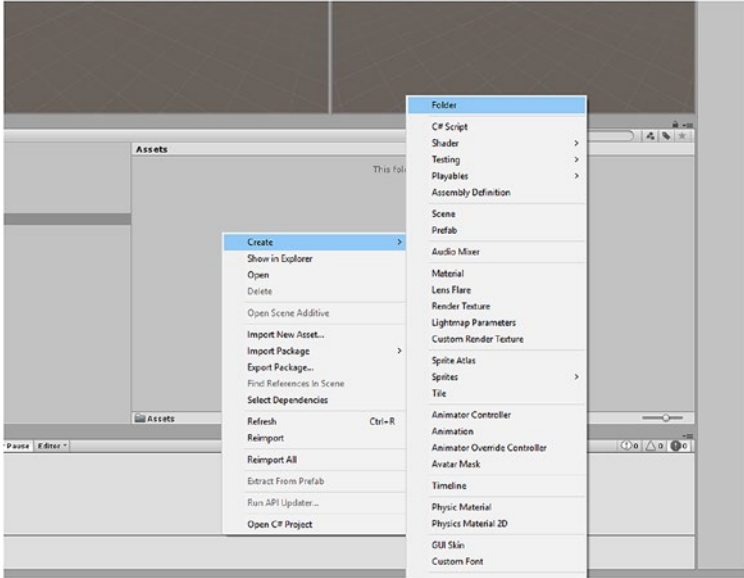 Assets
This fol
Create
Show in Explorer
Open
Delete
Open Scene Additive
Import New Asset...
Import Package
Export Package...
Find References In Scene
Select Dependencies
Refresh Ctrl+R
Reimport
Reimport All
Extract From Prefab
Run API Updater...
Open C# Project
Folder
C# Script
Shader
Testing
Playables
Assembly Definition
Scene
Prefab
Audio Mixer
Material
Lens Flare
Render Texture
Lightmap Parameters
Custom Render Texture
Sprite Atlas
Sprites
Tile
Animator Controller
Animation
Animator Override Controller
Avatar Mask
Timeline
Physic Material
Physics Material 2D
GUI Skin
Custom Font
Assets
Pause Editor
0 0 0